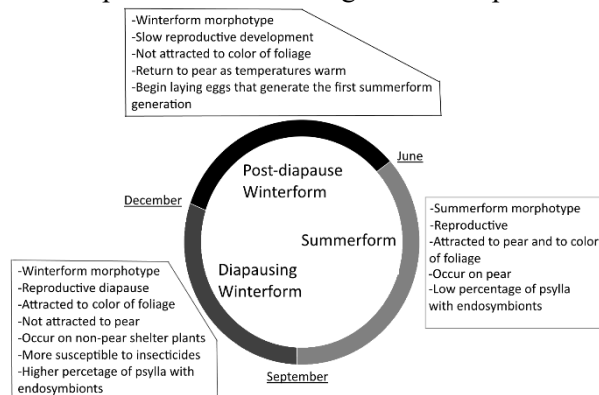 -Winterform morphotype
-Slow reproductive development
-Not attracted to color of foliage
-Return to pear as temperatures warm
-Begin laying eggs that generate the first summerform
generation
June
Post-diapause
Winterform
December
Summerform
-Summerform morphotype
-Reproductive
-Attracted to pear and to color
of foliage
-Occur on pear
-Low percentage of psylla
with endosymbionts
Diapausing
Winterform
-Winterform morphotype
-Reproductive diapause
-Attracted to color of foliage
-Not attracted to pear
-Occur on non-pear shelter plants
-More susceptible to insecticides
-Higher percetage of psylla with
endosymbionts
September